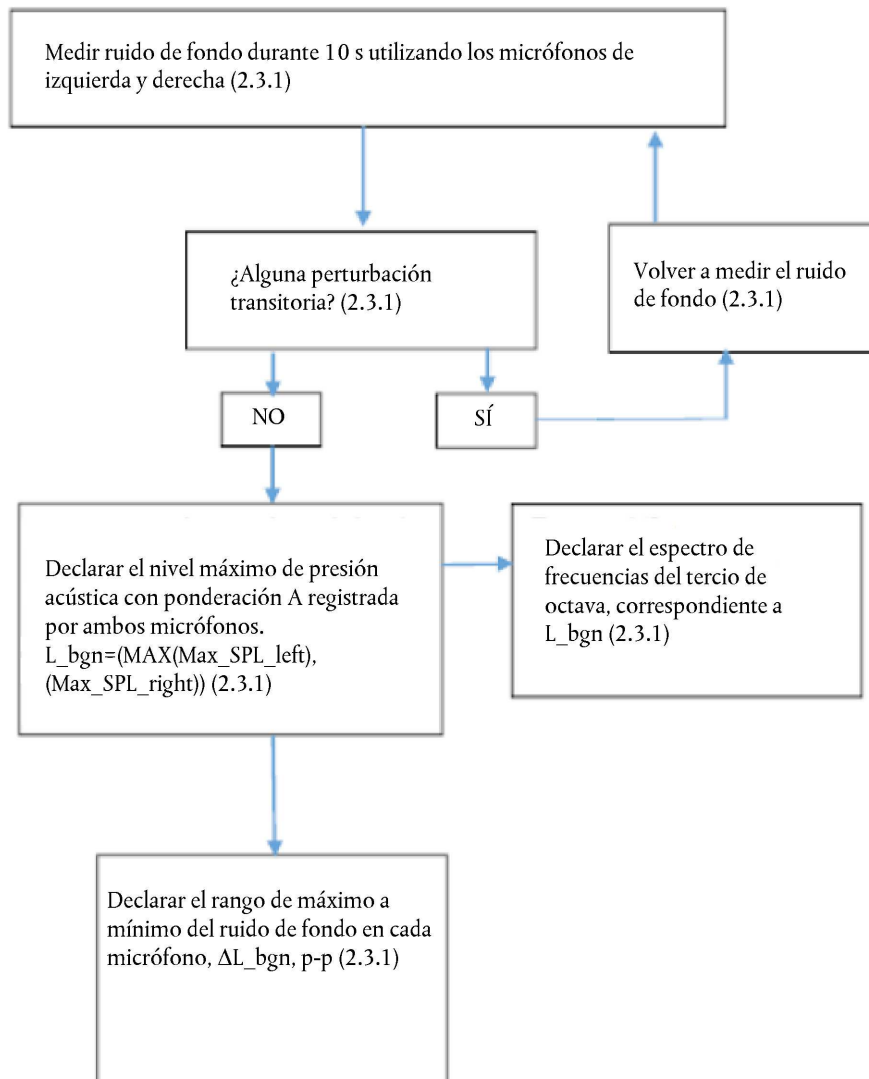 Medir ruido de fondo durante 10 s utilizando los micrófonos de
izquierda y derecha (2.3.1)
¿Alguna perturbación
transitoria? (2.3.1)
Volver a medir el ruido
de fondo (2.3.1)
NO
SÍ
Declarar el nivel máximo de presión
acústica con ponderación A registrada
por ambos micrófonos.
L_bgn=(MAX(Max_SPL_left),
(Max_SPL_right)) (2.3.1)
Declarar el espectro de
frecuencias del tercio de
octava, correspondiente a
L_bgn (2.3.1)
Declarar el rango de máximo a
mínimo del ruido de fondo en cada
micrófono, ΔL_bgn, p-p (2.3.1)